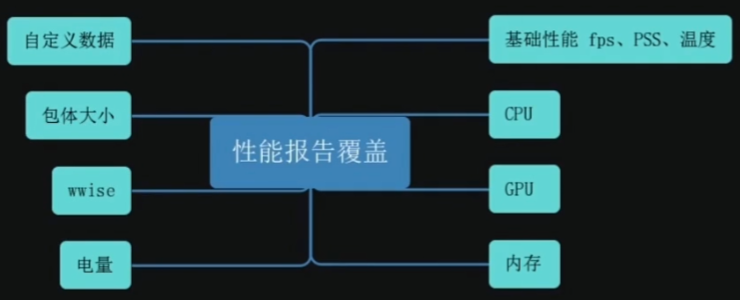 自定义数据
基础性能 fps、PSS、温度
包体大小
CPU
性能报告覆盖
wwise
GPU
电量
内存